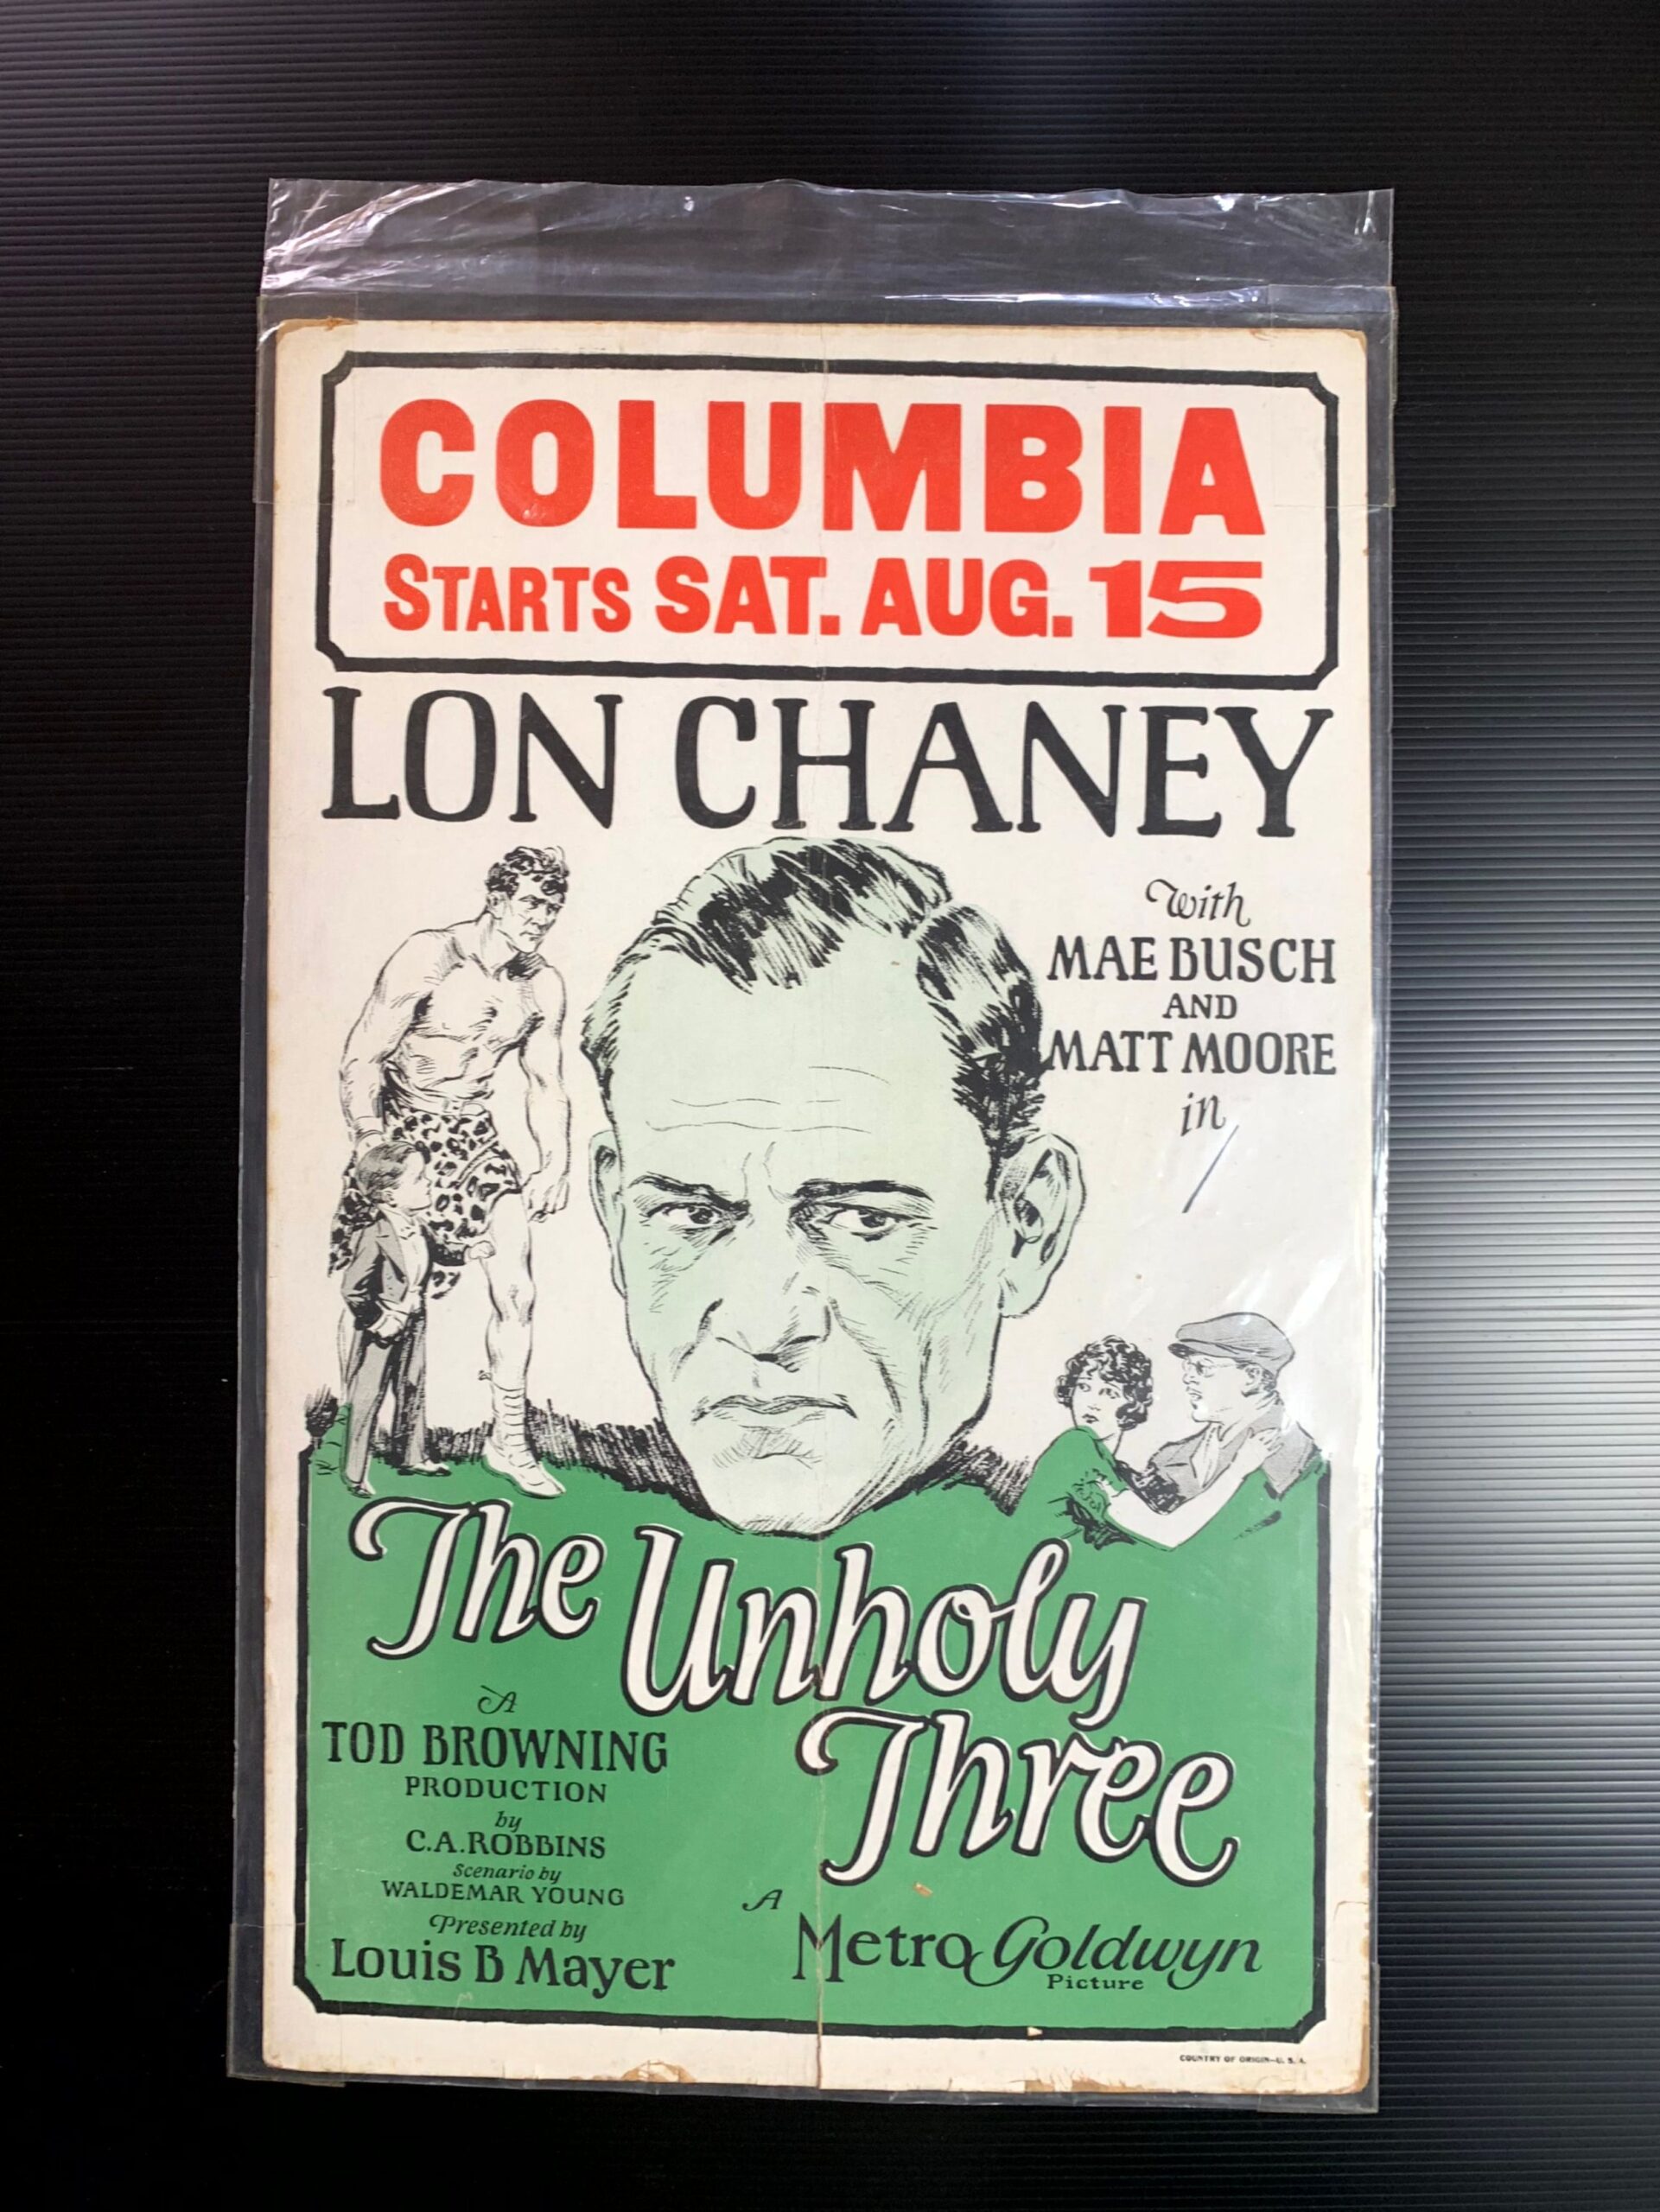 COLUMBIA
STARTS SAT. AUG. 15
LON CHANEY
with
MAE BUSCH
AND
MATT MOORE
in
The Unholy
Three
A
TOD BROWNING
PRODUCTION
by
C.A.ROBBINS
Scenario by
WALDEMAR YOUNG
Presented by
Louis B Mayer
A
Metro Goldwyn
Picture
COUNTRY OF ORIGIN—U. S. A.